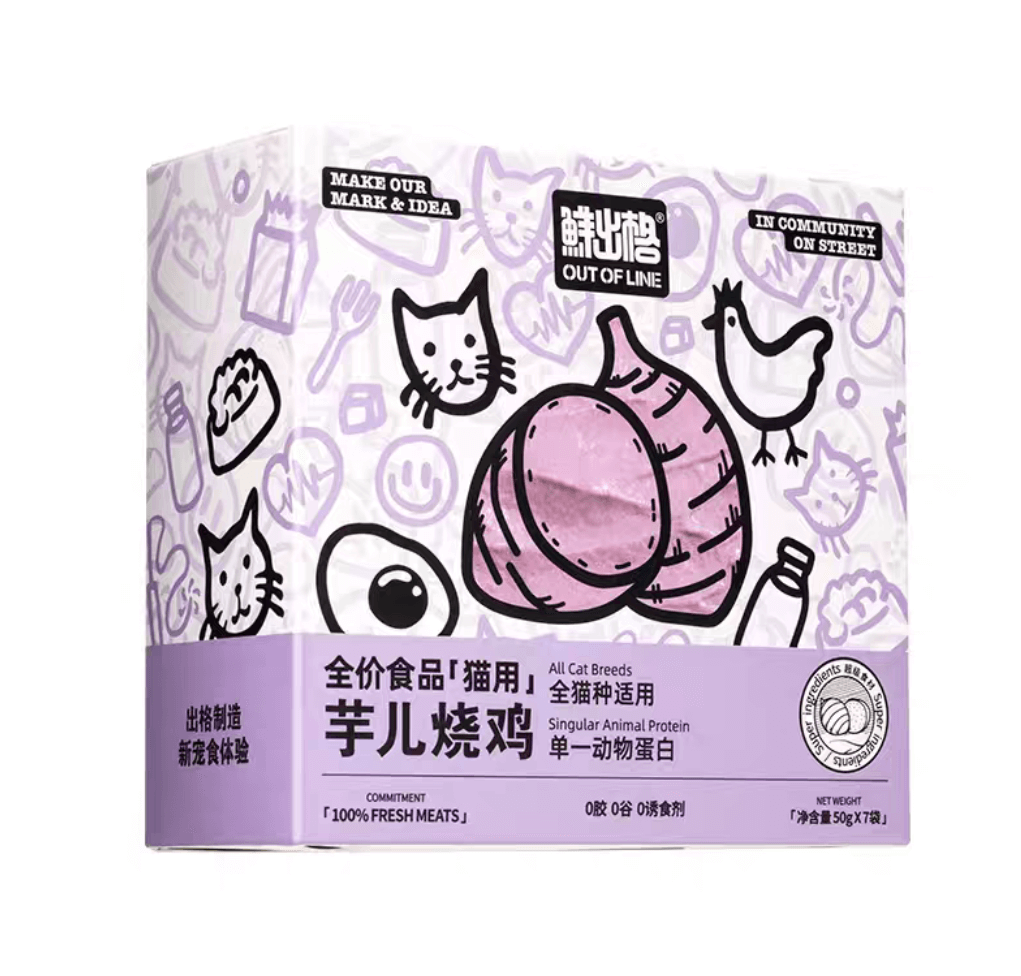 MAKE OUR
MARK & IDEA
鲜出格®
OUT OF LINE
IN COMMUNITY
ON STREET
全价食品「猫用」
芋儿烧鸡
All Cat Breeds
全猫种适用
Singular Animal Protein
单一动物蛋白
超级食材 Super ingredients | Super ingredients
出格制造
新宠食体验
COMMITMENT
「100% FRESH MEATS」
0胶 0谷 0诱食剂
NET WEIGHT
「净含量 50gX7袋」